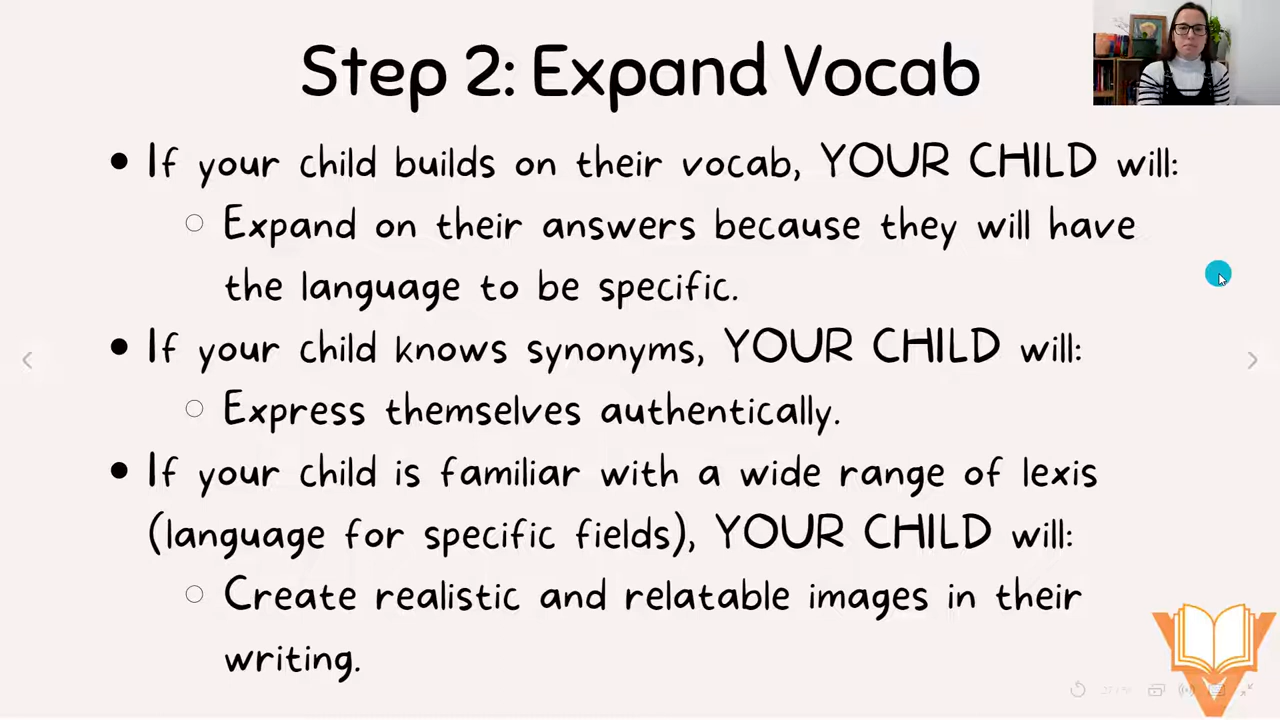 Step 2: Expand Vocab
• If your child builds on their vocab, YOUR CHILD will:
○ Expand on their answers because they will have
the language to be specific.
• If your child knows synonyms, YOUR CHILD will:
○ Express themselves authentically.
• If your child is familiar with a wide range of lexis
(language for specific fields), YOUR CHILD will:
○ Create realistic and relatable images in their
writing.